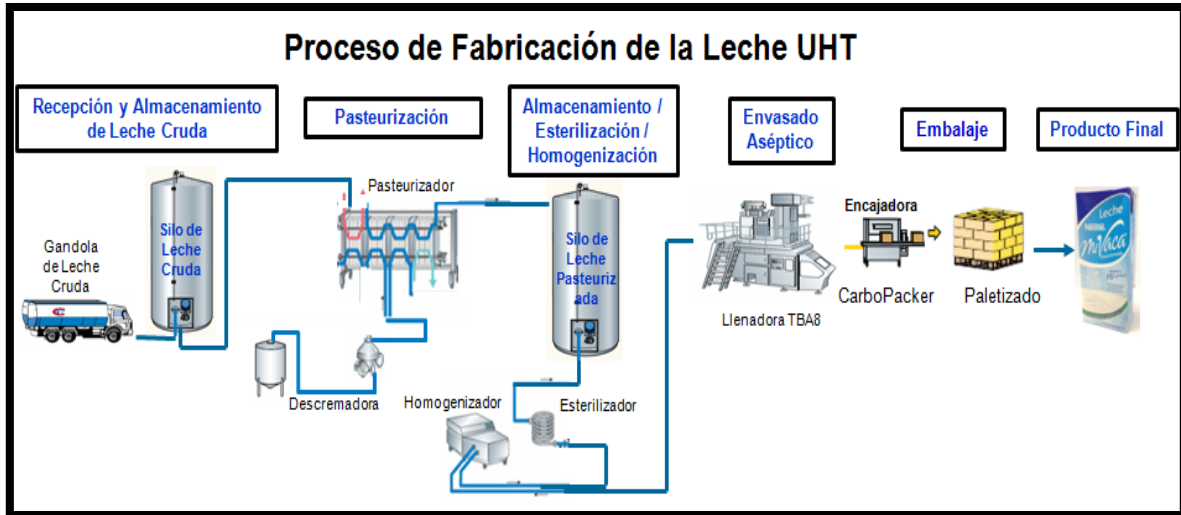 Proceso de Fabricación de la Leche UHT
Recepción y Almacenamiento
de Leche Cruda
Pasteurización
Almacenamiento /
Esterilización /
Homogenización
Envasado
Aséptico
Embalaje
Producto Final
Pasteurizador
Silo de
Leche
Cruda
Gandola
de Leche
Cruda
Descremadora
Silo de
Leche
Pasteuriz
ada
Homogenizador
Esterilizador
Llenadora TBA8
Encajadora
CarboPacker
Paletizado
Leche
Nestlé
MiVaca